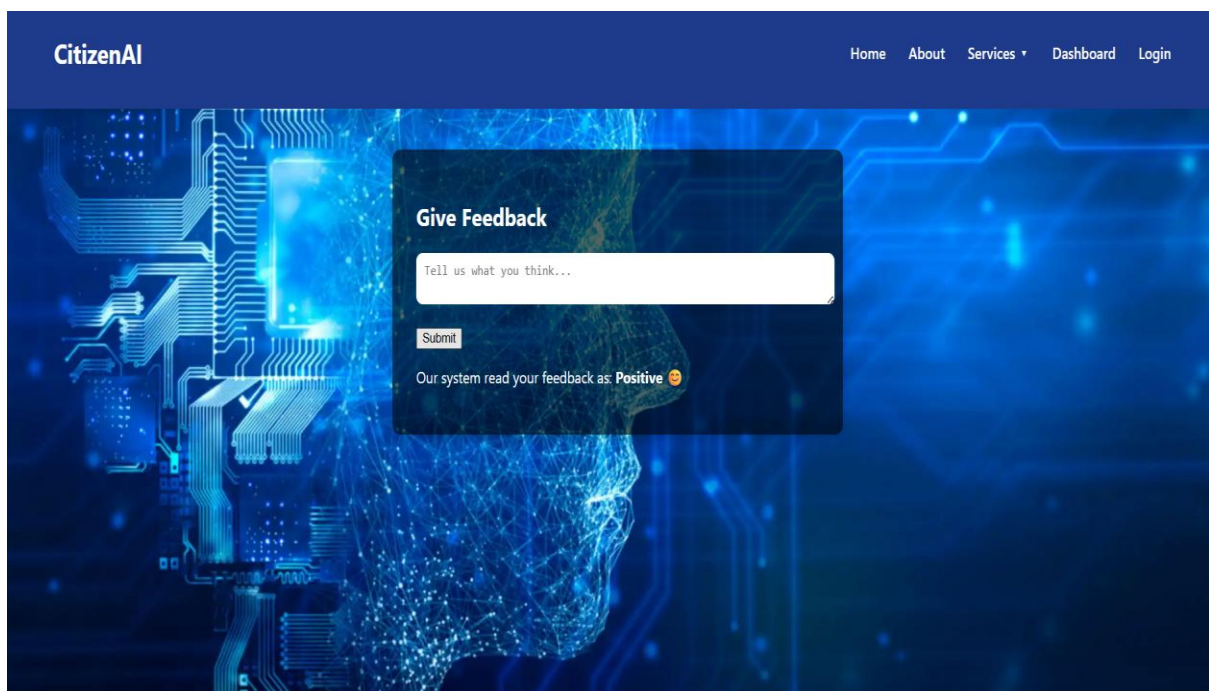 CitizenAI
Home About Services ▾ Dashboard Login
Give Feedback
Tell us what you think...
Submit
Our system read your feedback as: Positive 😊